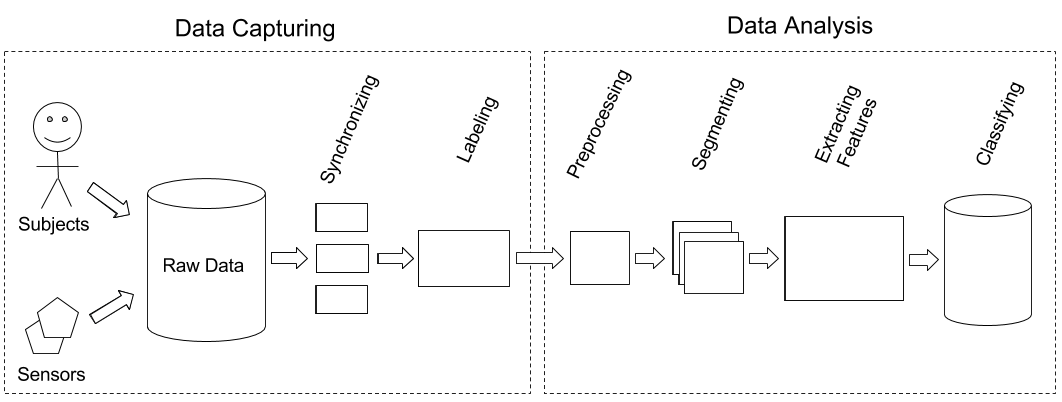 Data Capturing
Subjects
Sensors
Raw Data
Synchronizing
Labeling
Data Analysis
Preprocessing
Segmenting
Extracting
Features
Classifying